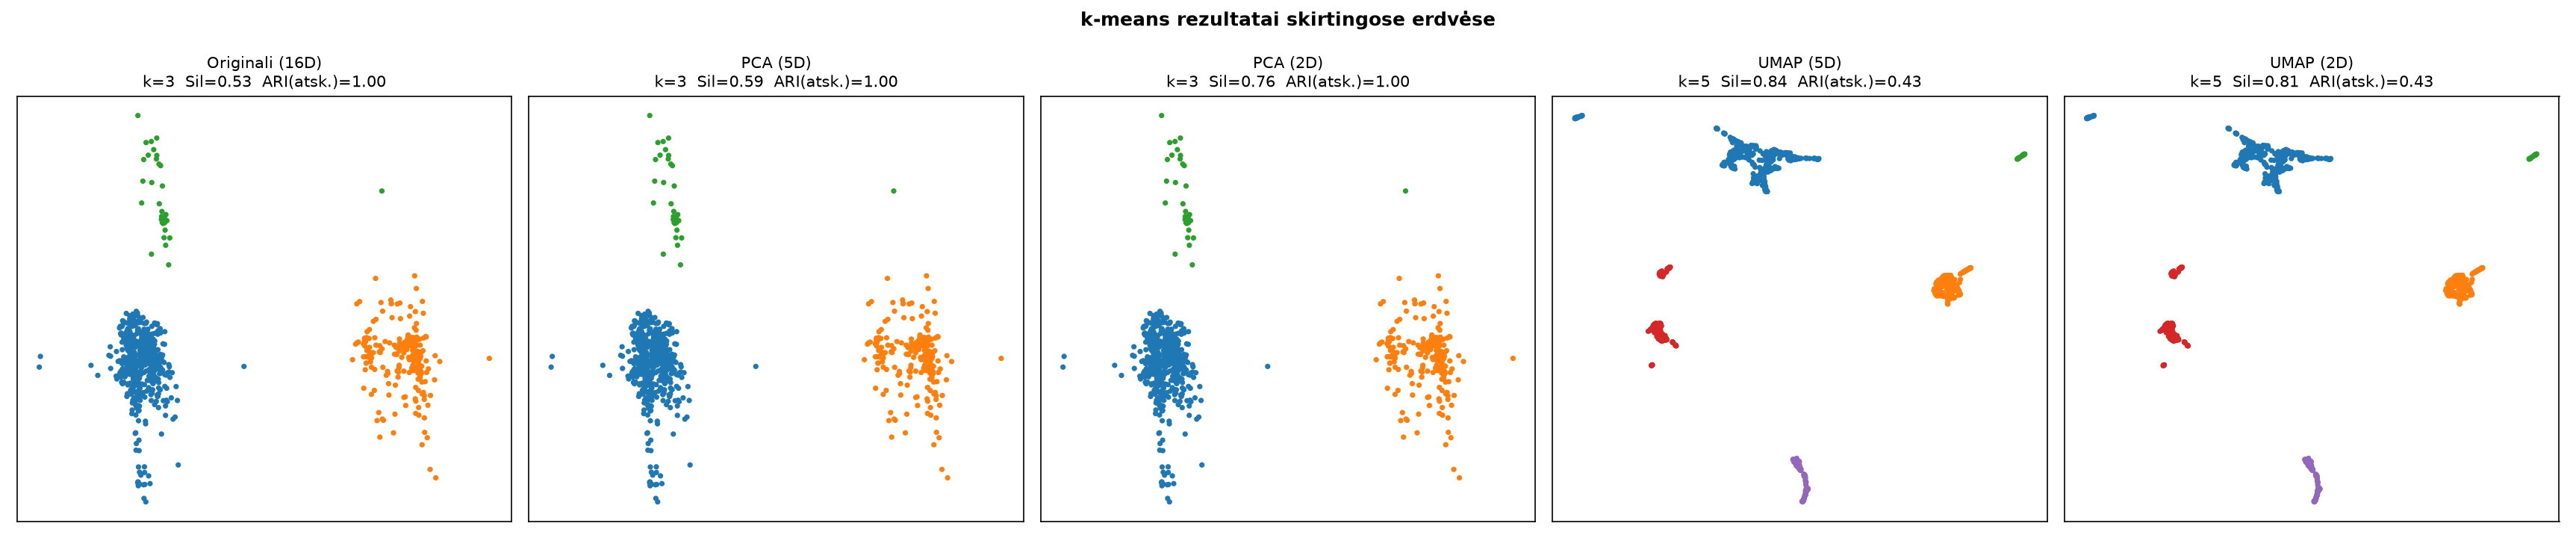 k-means rezultatai skirtingose erdvėse
Originali (16D)
k=3 Sil=0.53 ARI(atsk.)=1.00
PCA (5D)
k=3 Sil=0.59 ARI(atsk.)=1.00
PCA (2D)
k=3 Sil=0.76 ARI(atsk.)=1.00
UMAP (5D)
k=5 Sil=0.84 ARI(atsk.)=0.43
UMAP (2D)
k=5 Sil=0.81 ARI(atsk.)=0.43